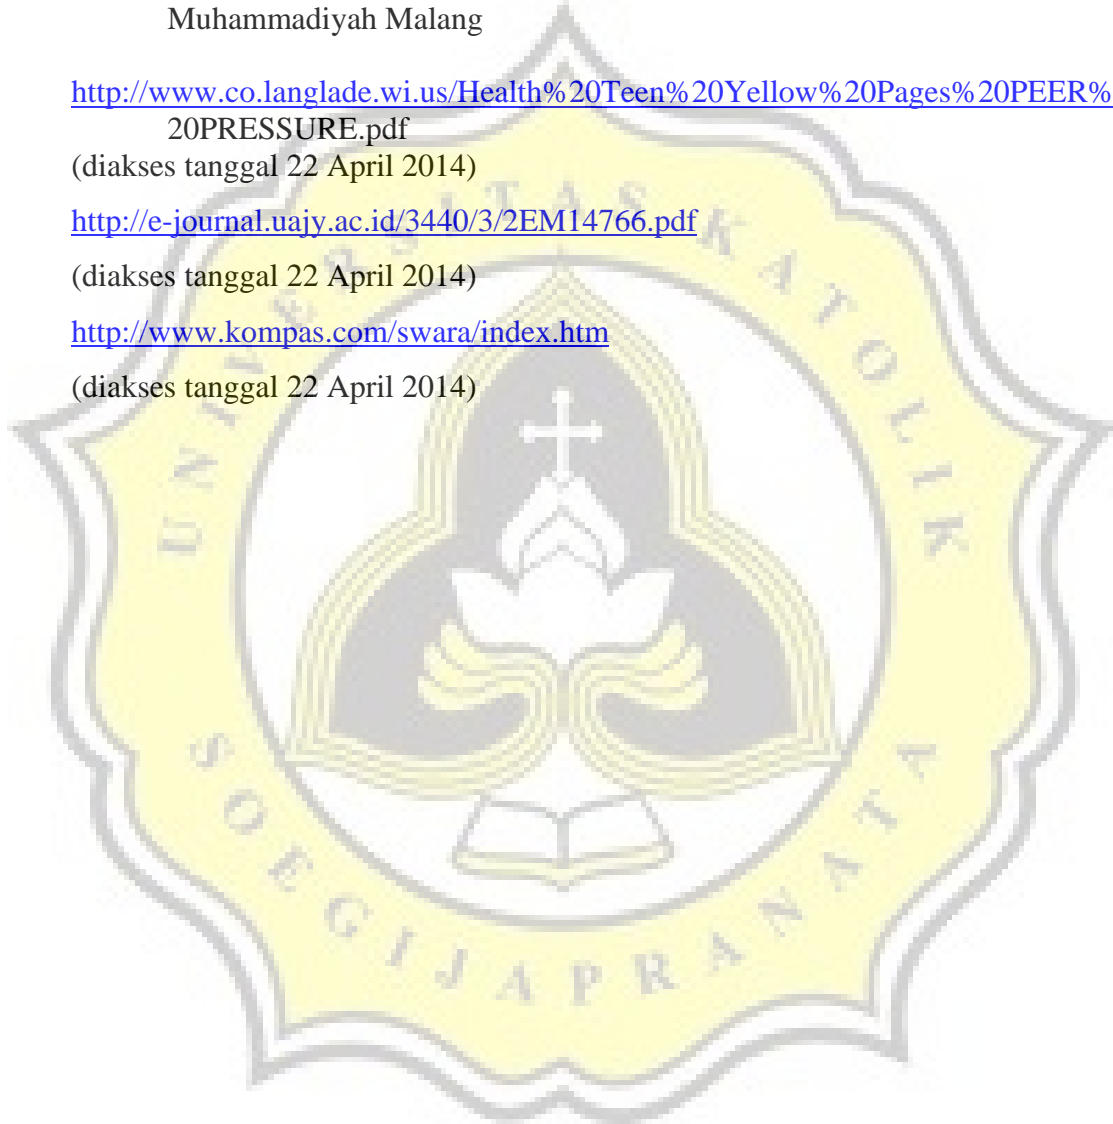 Muhammadiyah Malang
http://www.co.langlade.wi.us/Health%20Teen%20Yellow%20Pages%20PEER%
20PRESSURE.pdf
(diakses tanggal 22 April 2014)
http://e-journal.uajy.ac.id/3440/3/2EM14766.pdf
(diakses tanggal 22 April 2014)
http://www.kompas.com/swara/index.htm
(diakses tanggal 22 April 2014)
UNIVERSITAS KATOLIK
SOEGIJAPRANATA